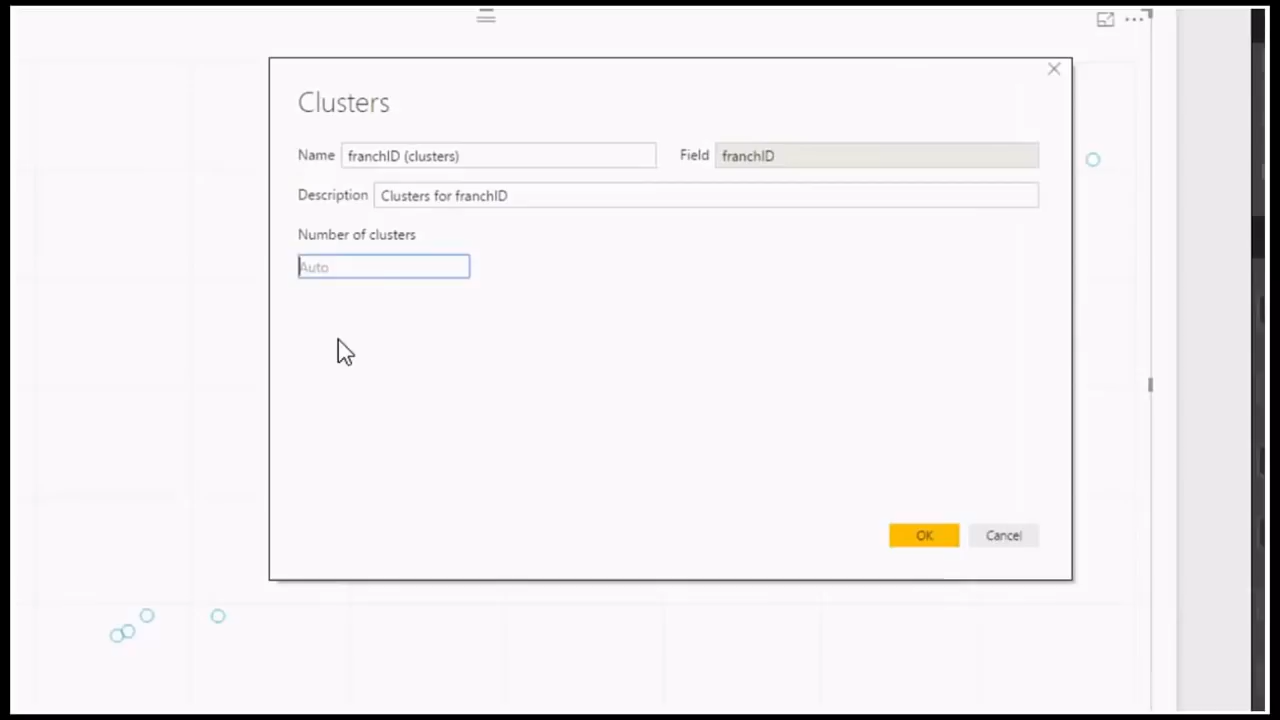 Clusters
Name franchID (clusters) Field franchID
Description Clusters for franchID
Number of clusters
Auto
OK Cancel